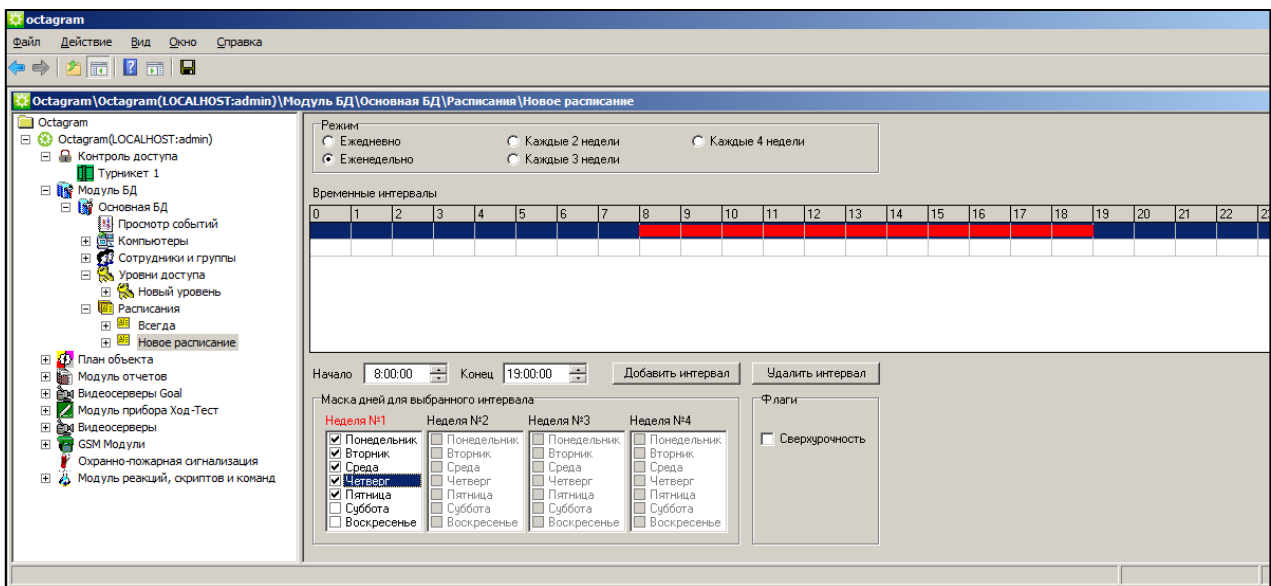 octagram
Файл Действие Вид Окно Справка
Octagram\Octagram(LOCALHOST:admin)\Модуль БД\Основная БД\Расписания\Новое расписание
Octagram
Octagram(LOCALHOST:admin)
Контроль доступа
Турникет 1
Модуль БД
Основная БД
Просмотр событий
Компьютеры
Сотрудники и группы
Уровни доступа
Новый уровень
Расписания
Всегда
Новое расписание
План объекта
Модуль отчетов
Видеосерверы Goal
Модуль прибора Ход-Тест
Видеосерверы
GSM Модули
Охранно-пожарная сигнализация
Модуль реакций, скриптов и команд
Режим
Ежедневно Каждые 2 недели Каждые 4 недели
Еженедельно Каждые 3 недели
Временные интервалы
0 1 2 3 4 5 6 7 8 9 10 11 12 13 14 15 16 17 18 19 20 21 22
Начало 8:00:00 Конец 19:00:00 Добавить интервал Удалить интервал
Маска дней для выбранного интервала Флаги
Неделя №1 Неделя №2 Неделя №3 Неделя №4
Понедельник Понедельник Понедельник Понедельник Сверхурочность
Вторник Вторник Вторник Вторник
Среда Среда Среда Среда
Четверг Четверг Четверг Четверг
Пятница Пятница Пятница Пятница
Суббота Суббота Суббота Суббота
Воскресенье Воскресенье Воскресенье Воскресенье